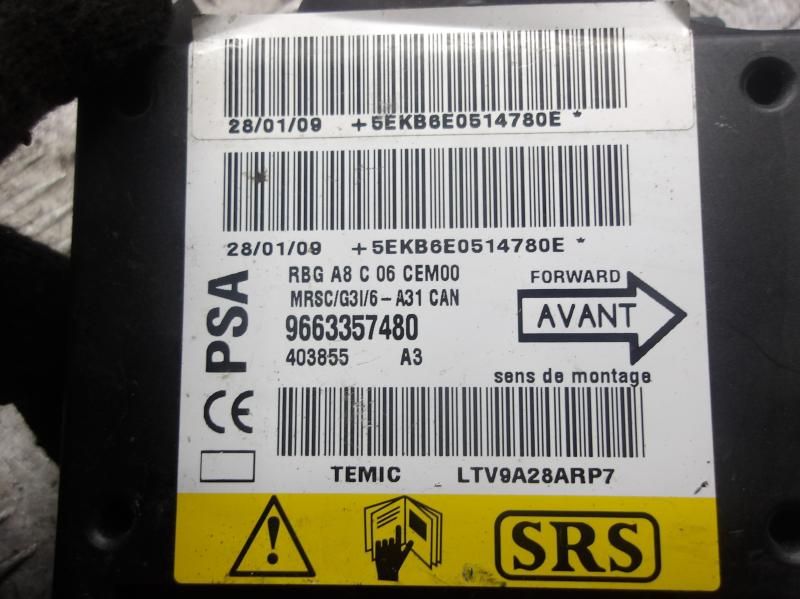 28/01/09 +5EKB6E0514780E *
28/01/09 +5EKB6E0514780E *
PSA
RBG A8 C 06 CEM00
MRSC/G3I/6-A31 CAN
9663357480
403855 A3
FORWARD
AVANT
sens de montage
CE
TEMIC LTV9A28ARP7
SRS